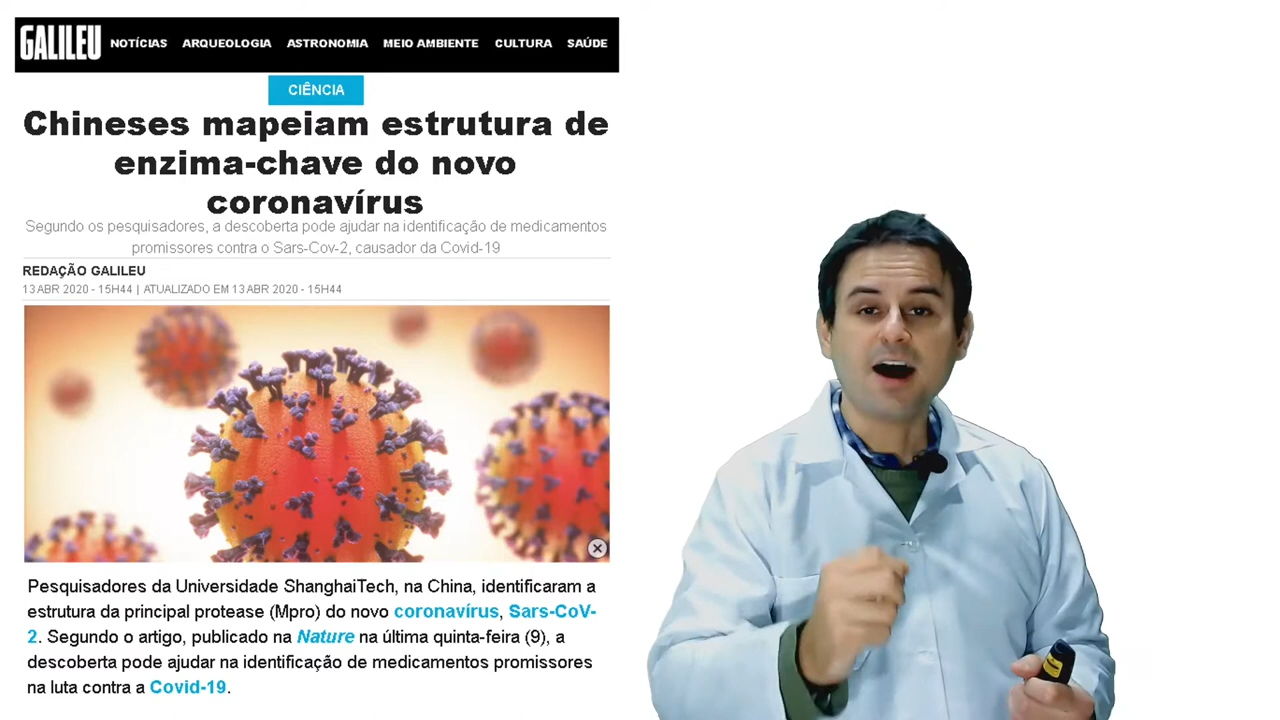 GALILEU NOTÍCIAS ARQUEOLOGIA ASTRONOMIA MEIO AMBIENTE CULTURA SAÚDE
CIÊNCIA
Chineses mapeiam estrutura de
enzima-chave do novo
coronavírus
Segundo os pesquisadores, a descoberta pode ajudar na identificação de medicamentos
promissores contra o Sars-Cov-2, causador da Covid-19
REDAÇÃO GALILEU
13 ABR 2020 - 15H44 | ATUALIZADO EM 13 ABR 2020 - 15H44
Pesquisadores da Universidade ShanghaiTech, na China, identificaram a
estrutura da principal protease (Mpro) do novo coronavírus, Sars-CoV-
2. Segundo o artigo, publicado na Nature na última quinta-feira (9), a
descoberta pode ajudar na identificação de medicamentos promissores
na luta contra a Covid-19.